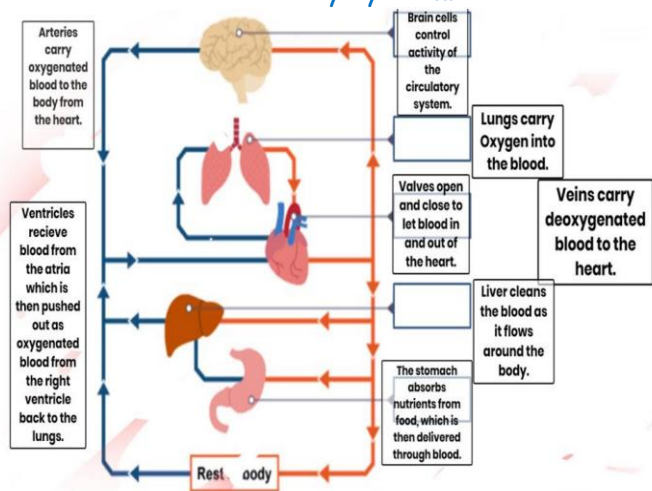 Arteries
carry
oxygenated
blood to the
body from
the heart.
Brain cells
control
activity of
the
circulatory
system.
Lungs carry
Oxygen into
the blood.
Valves open
and close to
let blood in
and out of
the heart.
Veins carry
deoxygenated
blood to the
heart.
Ventricles
recieve
blood from
the atria
which is
then pushed
out as
oxygenated
blood from
the right
ventricle
back to the
lungs.
Liver cleans
the blood as
it flows
around the
body.
The stomach
absorbs
nutrients from
food, which is
then delivered
through blood.
Rest body